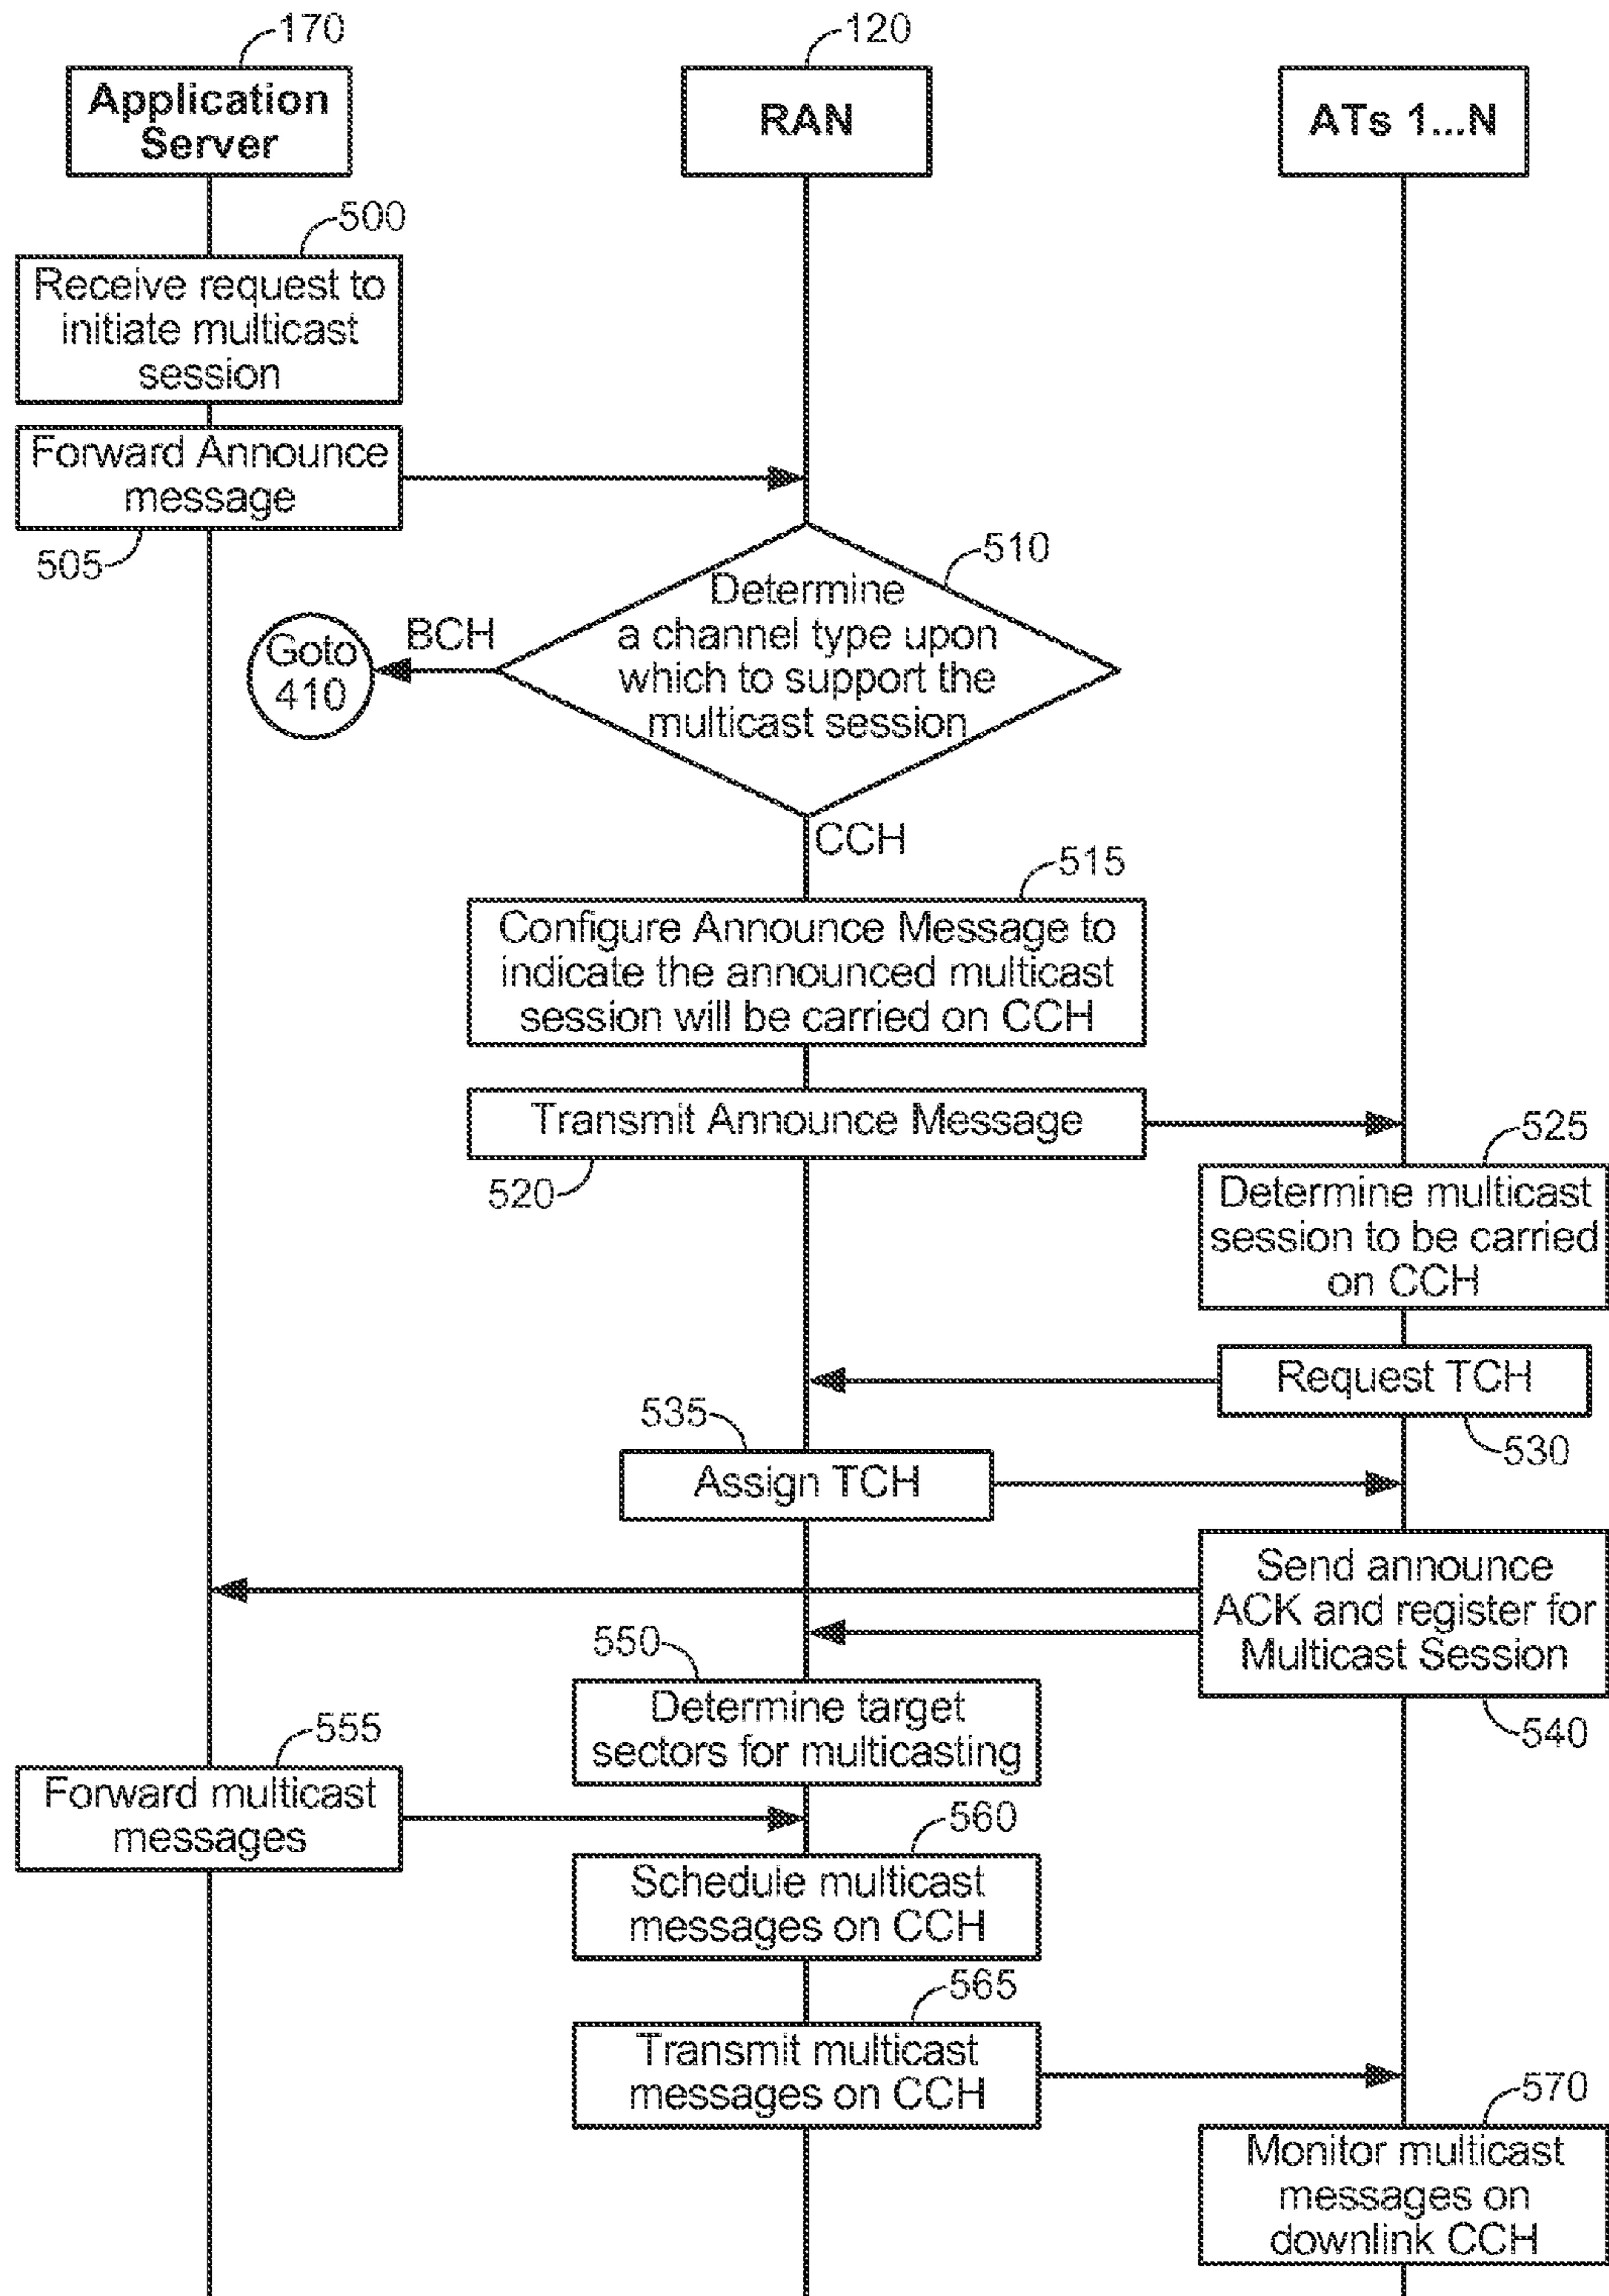 170
120
Application
Server
RAN
ATs 1...N
500
Receive request to
initiate multicast
session
Forward Announce
message
505
510
Determine
a channel type upon
which to support the
multicast session
BCH
Goto
410
CCH
515
Configure Announce Message to
indicate the announced multicast
session will be carried on CCH
Transmit Announce Message
520
525
Determine multicast
session to be carried
on CCH
Request TCH
530
535
Assign TCH
Send announce
ACK and register for
Multicast Session
540
550
Determine target
sectors for multicasting
555
Forward multicast
messages
560
Schedule multicast
messages on CCH
565
Transmit multicast
messages on CCH
570
Monitor multicast
messages on
downlink CCH